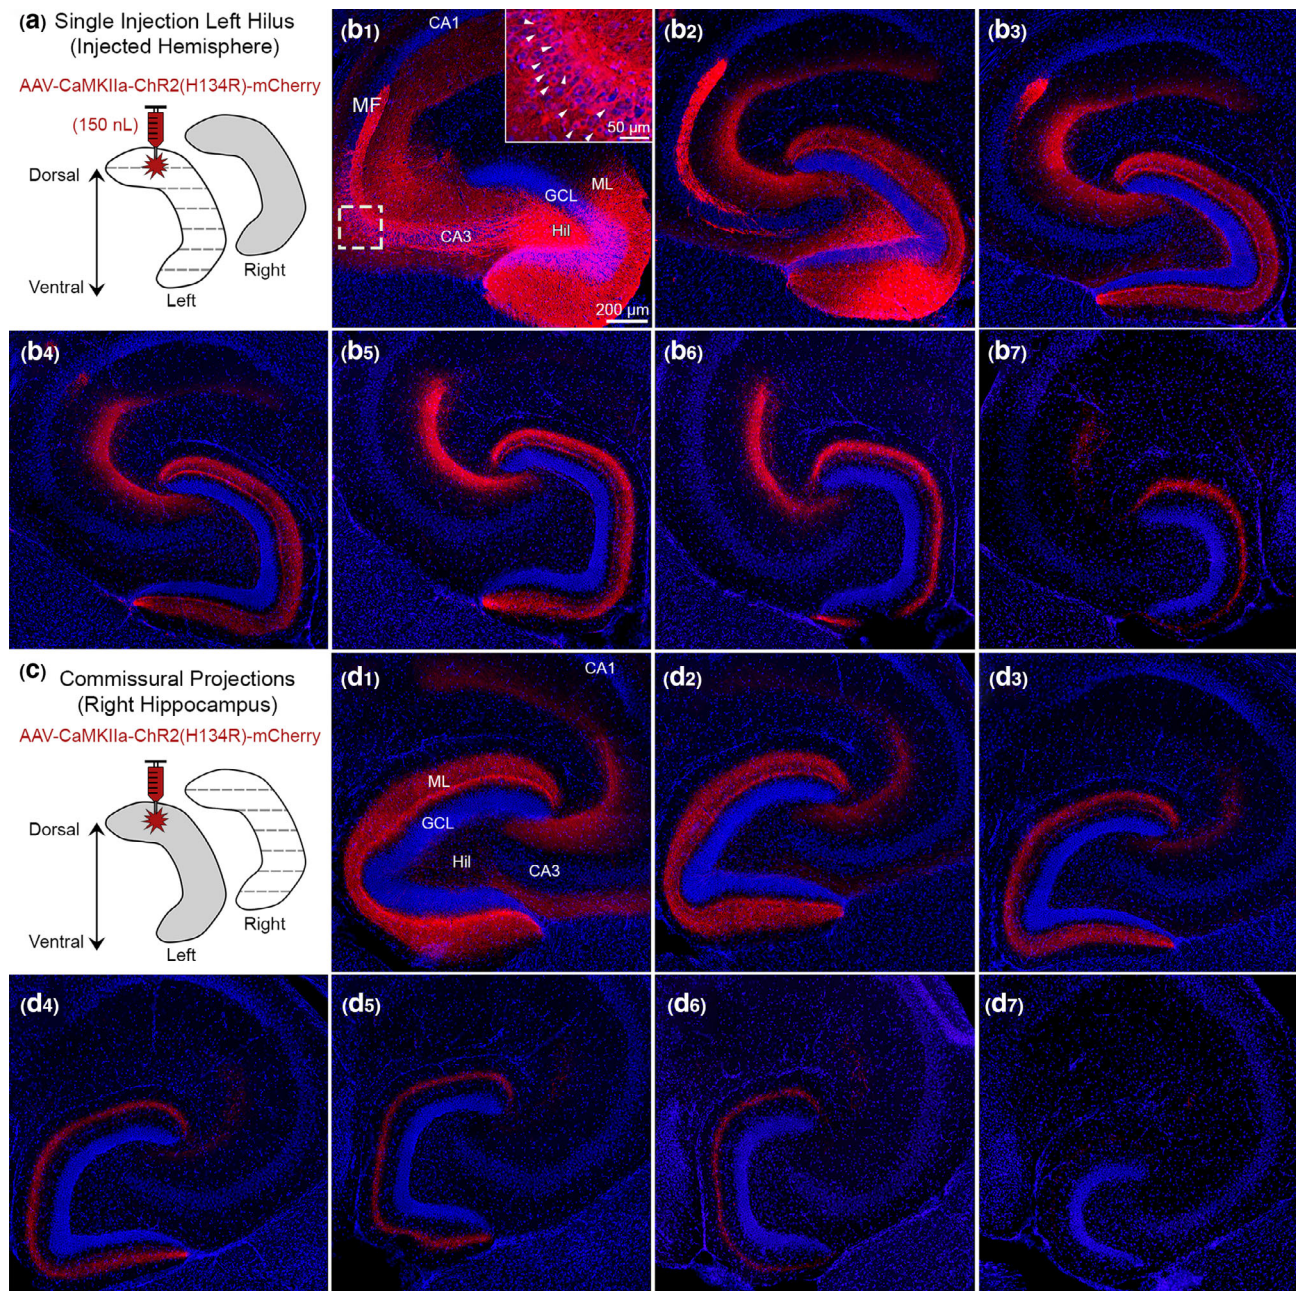 (a) Single Injection Left Hilus
(Injected Hemisphere)
AAV-CaMKIIa-ChR2(H134R)-mCherry
(150 nL)
Dorsal
Ventral
Left
Right
(b1)
CA1
MF
50 µm
ML
GCL
Hil
CA3
200 µm
(b2)
(b3)
(b4)
(b5)
(b6)
(b7)
(c) Commissural Projections
(Right Hippocampus)
AAV-CaMKIIa-ChR2(H134R)-mCherry
Dorsal
Ventral
Left
Right
(d1)
CA1
ML
GCL
Hil
CA3
(d2)
(d3)
(d4)
(d5)
(d6)
(d7)